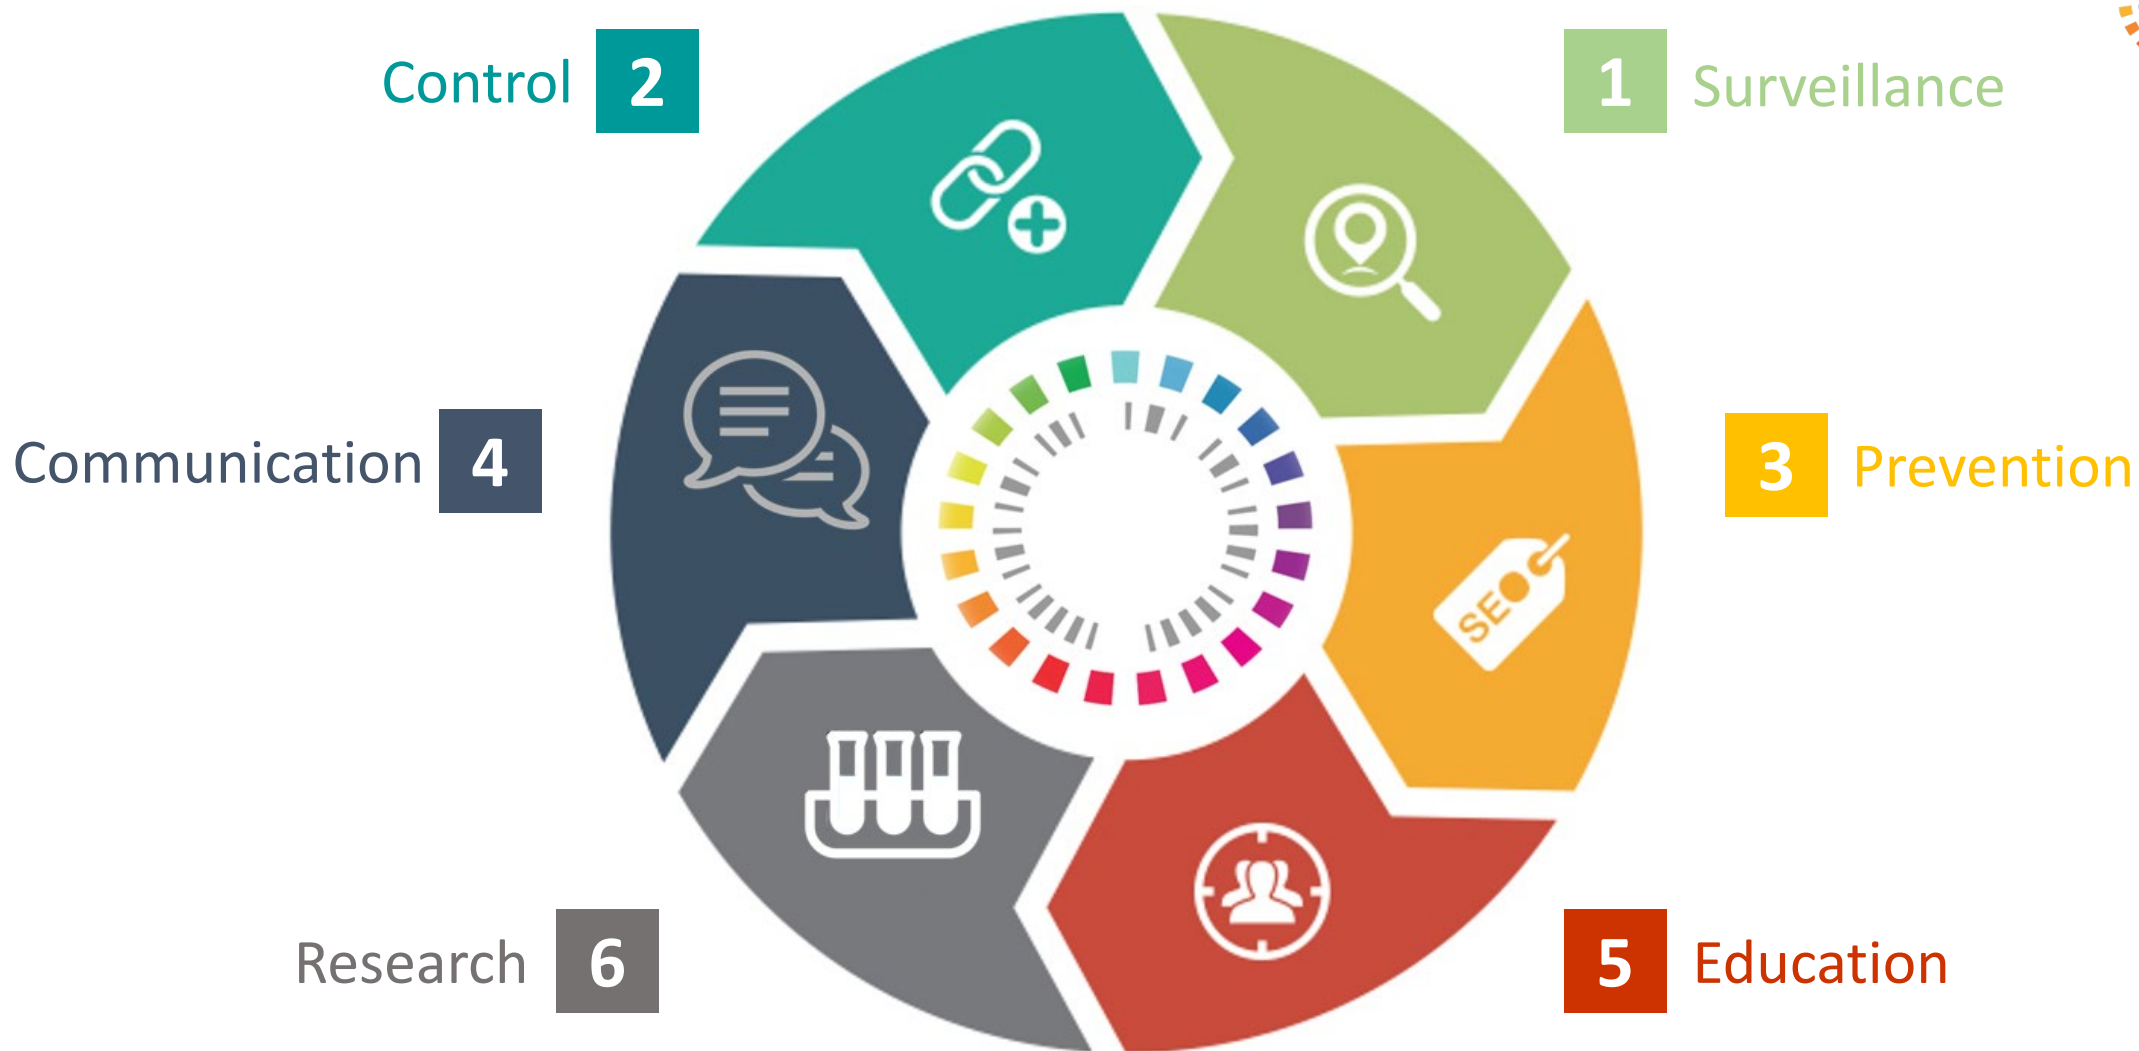 Control 2
1 Surveillance
Communication 4
3 Prevention
SEO
Research 6
5 Education